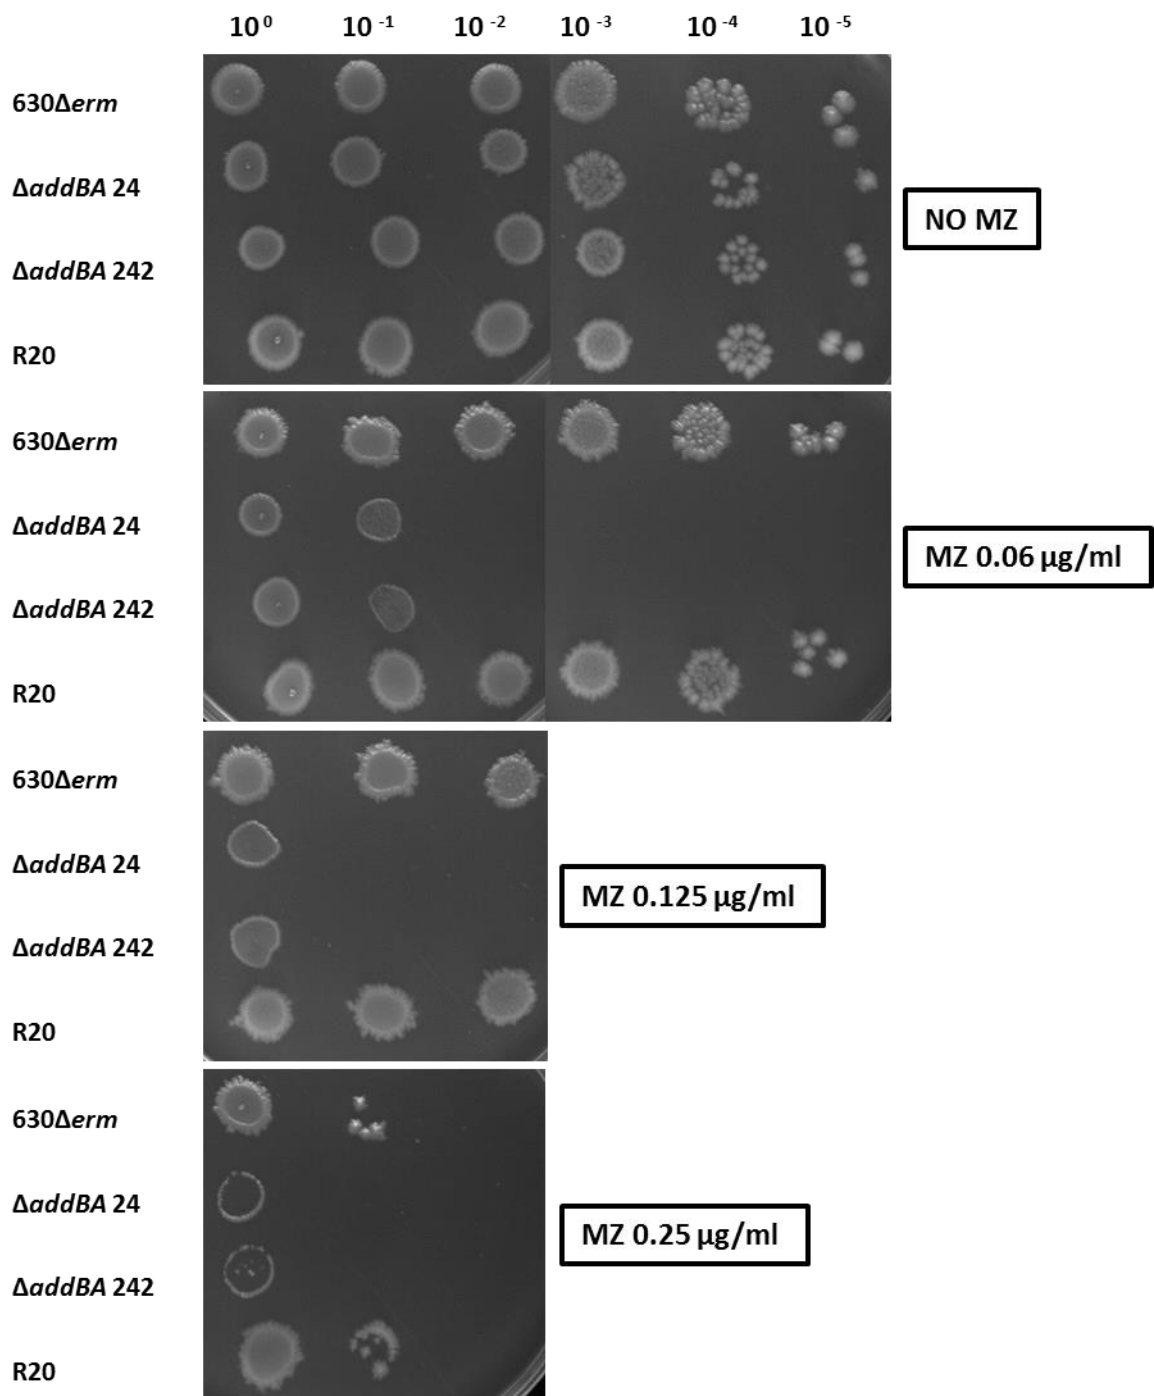 10⁰ 10⁻¹ 10⁻² 10⁻³ 10⁻⁴ 10⁻⁵
630Δerm
ΔaddBA 24
NO MZ
ΔaddBA 242
R20
630Δerm
ΔaddBA 24
MZ 0.06 µg/ml
ΔaddBA 242
R20
630Δerm
ΔaddBA 24
MZ 0.125 µg/ml
ΔaddBA 242
R20
630Δerm
ΔaddBA 24
MZ 0.25 µg/ml
ΔaddBA 242
R20